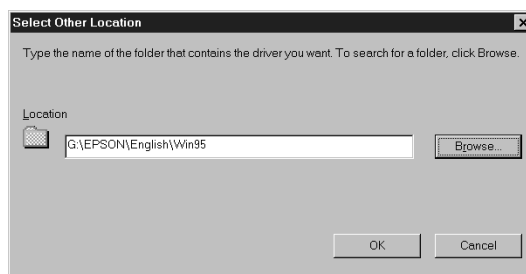 Select Other Location
Type the name of the folder that contains the driver you want. To search for a folder, click Browse.
Location
G:\EPSON\English\Win95
Browse...
OK
Cancel